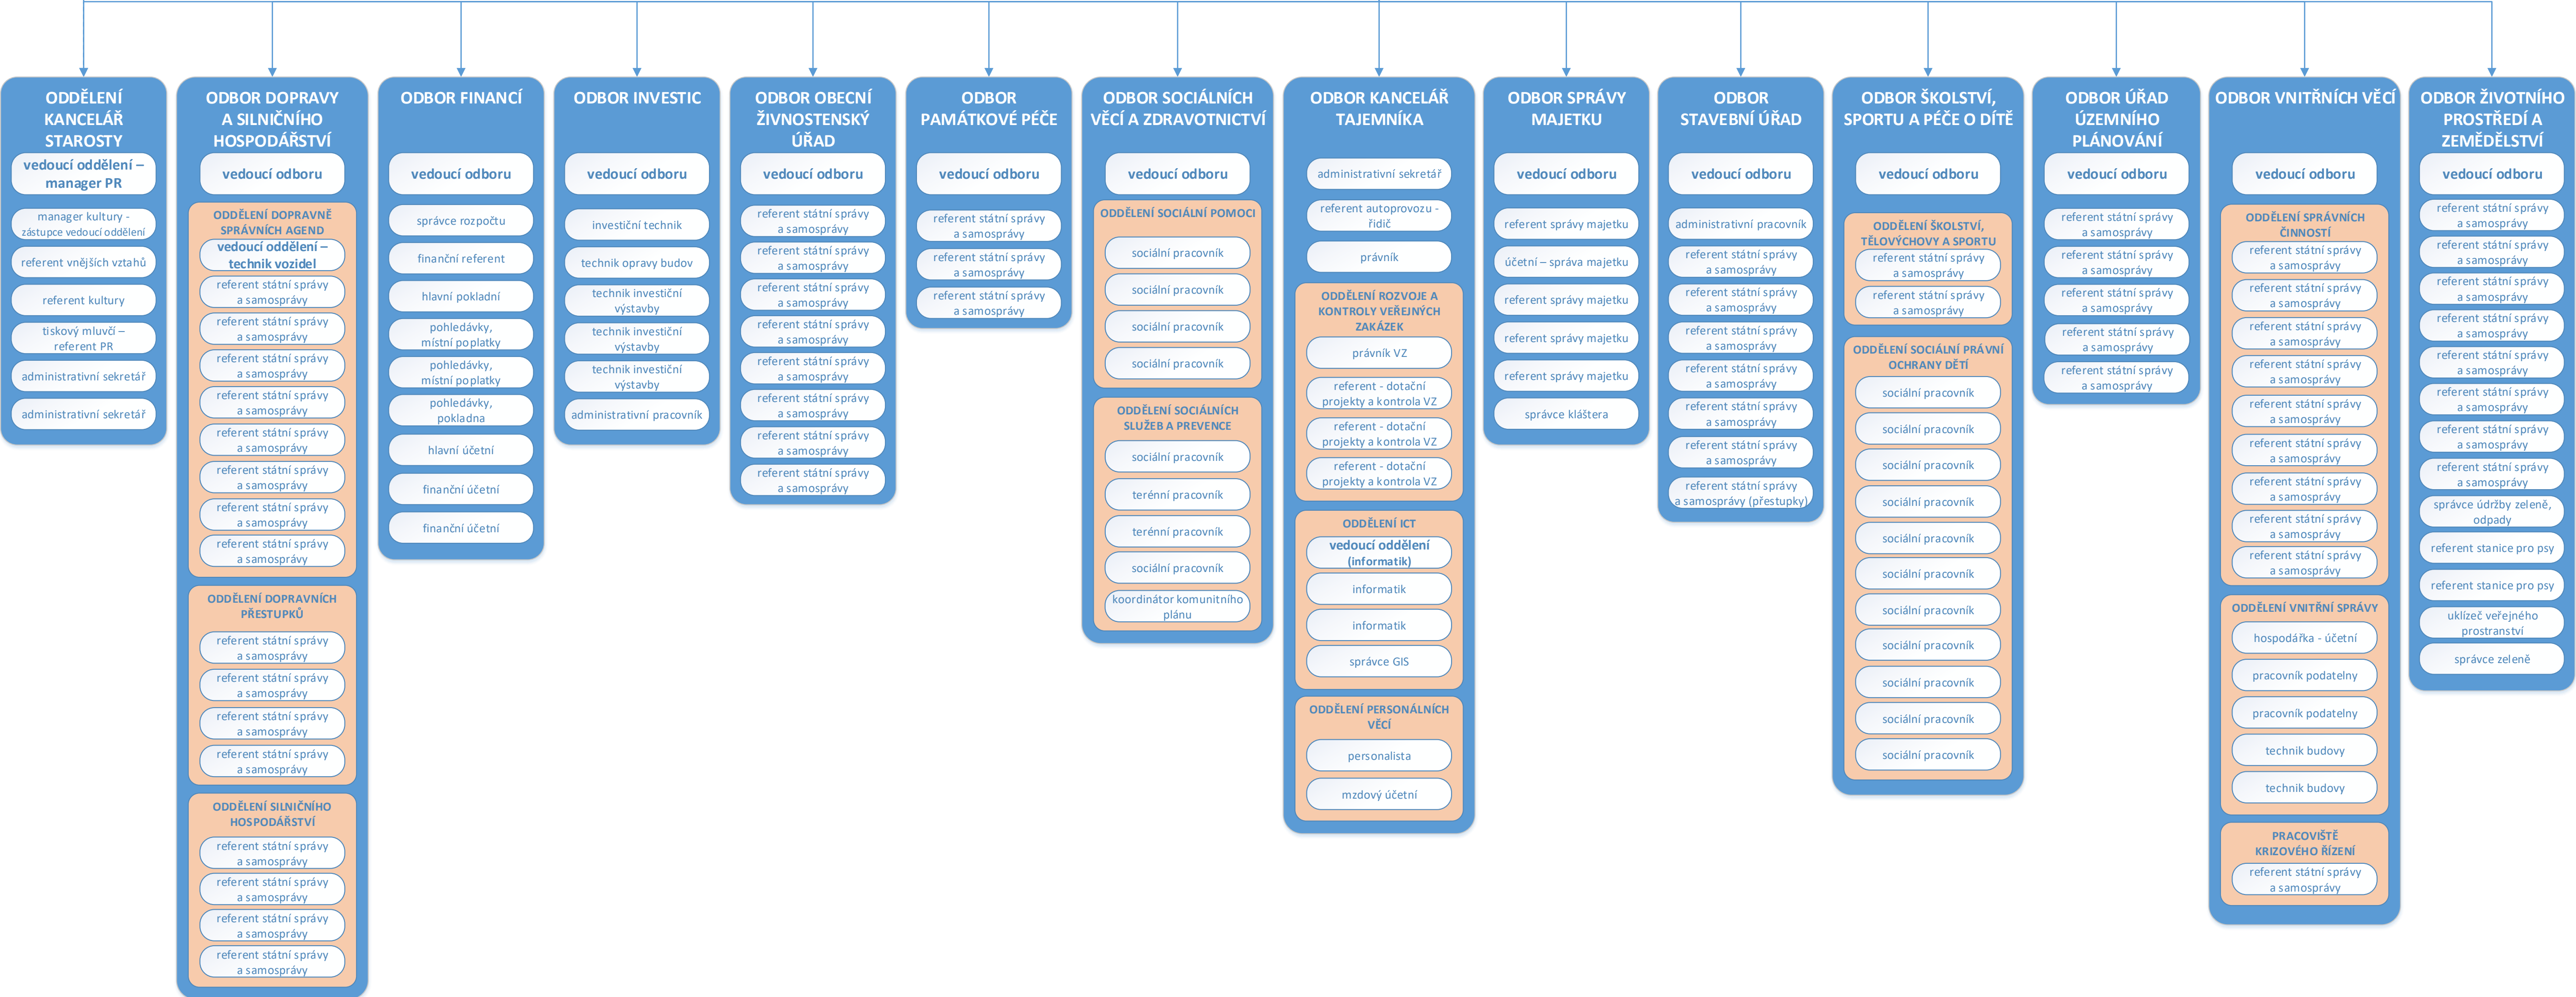 ODDĚLENÍ
KANCELÁŘ
STAROSTY
vedoucí oddělení –
manager PR
manager kultury -
zástupce vedoucí oddělení
referent vnějších vztahů
referent kultury
tiskový mluvčí –
referent PR
administrativní sekretář
administrativní sekretář
ODBOR DOPRAVY
A SILNIČNÍHO
HOSPODÁŘSTVÍ
vedoucí odboru
ODDĚLENÍ DOPRAVNĚ
SPRÁVNÍCH AGEND
vedoucí oddělení –
technik vozidel
referent státní správy
a samosprávy
referent státní správy
a samosprávy
referent státní správy
a samosprávy
referent státní správy
a samosprávy
referent státní správy
a samosprávy
referent státní správy
a samosprávy
referent státní správy
a samosprávy
referent státní správy
a samosprávy
ODDĚLENÍ DOPRAVNÍCH
PŘESTUPKŮ
referent státní správy
a samosprávy
referent státní správy
a samosprávy
referent státní správy
a samosprávy
referent státní správy
a samosprávy
ODDĚLENÍ SILNIČNÍHO
HOSPODÁŘSTVÍ
referent státní správy
a samosprávy
referent státní správy
a samosprávy
referent státní správy
a samosprávy
referent státní správy
a samosprávy
ODBOR FINANCÍ
vedoucí odboru
správce rozpočtu
finanční referent
hlavní pokladní
pohledávky,
místní poplatky
pohledávky,
místní poplatky
pohledávky,
pokladna
hlavní účetní
finanční účetní
finanční účetní
ODBOR INVESTIC
vedoucí odboru
investiční technik
technik opravy budov
technik investiční
výstavby
technik investiční
výstavby
technik investiční
výstavby
administrativní pracovník
ODBOR OBECNÍ
ŽIVNOSTENSKÝ
ÚŘAD
vedoucí odboru
referent státní správy
a samosprávy
referent státní správy
a samosprávy
referent státní správy
a samosprávy
referent státní správy
a samosprávy
referent státní správy
a samosprávy
referent státní správy
a samosprávy
referent státní správy
a samosprávy
referent státní správy
a samosprávy
ODBOR
PAMÁTKOVÉ PÉČE
vedoucí odboru
referent státní správy
a samosprávy
referent státní správy
a samosprávy
referent státní správy
a samosprávy
ODBOR SOCIÁLNÍCH
VĚCÍ A ZDRAVOTNICTVÍ
vedoucí odboru
ODDĚLENÍ SOCIÁLNÍ POMOCI
sociální pracovník
sociální pracovník
sociální pracovník
sociální pracovník
ODDĚLENÍ SOCIÁLNÍCH
SLUŽEB A PREVENCE
sociální pracovník
terénní pracovník
terénní pracovník
sociální pracovník
koordinátor komunitního
plánu
ODBOR KANCELÁŘ
TAJEMNÍKA
administrativní sekretář
referent autoprovozu -
řidič
právník
ODDĚLENÍ ROZVOJE A
KONTROLY VEŘEJNÝCH
ZAKÁZEK
právník VZ
referent - dotační
projekty a kontrola VZ
referent - dotační
projekty a kontrola VZ
referent - dotační
projekty a kontrola VZ
ODDĚLENÍ ICT
vedoucí oddělení
(informatik)
informatik
informatik
správce GIS
ODDĚLENÍ PERSONÁLNÍCH
VĚCÍ
personalista
mzdový účetní
ODBOR SPRÁVY
MAJETKU
vedoucí odboru
referent správy majetku
účetní – správa majetku
referent správy majetku
referent správy majetku
referent správy majetku
správce kláštera
ODBOR
STAVEBNÍ ÚŘAD
vedoucí odboru
administrativní pracovník
referent státní správy
a samosprávy
referent státní správy
a samosprávy
referent státní správy
a samosprávy
referent státní správy
a samosprávy
referent státní správy
a samosprávy
referent státní správy
a samosprávy
referent státní správy
a samosprávy (přestupky)
ODBOR ŠKOLSTVÍ,
SPORTU A PÉČE O DÍTĚ
vedoucí odboru
ODDĚLENÍ ŠKOLSTVÍ,
TĚLOVÝCHOVY A SPORTU
referent státní správy
a samosprávy
referent státní správy
a samosprávy
ODDĚLENÍ SOCIÁLNĚ PRÁVNÍ
OCHRANY DĚTÍ
sociální pracovník
sociální pracovník
sociální pracovník
sociální pracovník
sociální pracovník
sociální pracovník
sociální pracovník
sociální pracovník
sociální pracovník
sociální pracovník
sociální pracovník
ODBOR ÚŘAD
ÚZEMNÍHO
PLÁNOVÁNÍ
vedoucí odboru
referent státní správy
a samosprávy
referent státní správy
a samosprávy
referent státní správy
a samosprávy
referent státní správy
a samosprávy
referent státní správy
a samosprávy
ODBOR VNITŘNÍCH VĚCÍ
vedoucí odboru
ODDĚLENÍ SPRÁVNÍCH
ČINNOSTÍ
referent státní správy
a samosprávy
referent státní správy
a samosprávy
referent státní správy
a samosprávy
referent státní správy
a samosprávy
referent státní správy
a samosprávy
referent státní správy
a samosprávy
referent státní správy
a samosprávy
referent státní správy
a samosprávy
referent státní správy
a samosprávy
ODDĚLENÍ VNITŘNÍ SPRÁVY
hospodářka - účetní
pracovník podatelny
pracovník podatelny
technik budovy
technik budovy
PRACOVIŠTĚ
KRIZOVÉHO ŘÍZENÍ
referent státní správy
a samosprávy
ODBOR ŽIVOTNÍHO
PROSTŘEDÍ A
ZEMĚDĚLSTVÍ
vedoucí odboru
referent státní správy
a samosprávy
referent státní správy
a samosprávy
referent státní správy
a samosprávy
referent státní správy
a samosprávy
referent státní správy
a samosprávy
referent státní správy
a samosprávy
referent státní správy
a samosprávy
referent státní správy
a samosprávy
správce údržby zeleně,
odpady
referent stanice pro psy
referent stanice pro psy
uklízeč veřejného
prostranství
správce zeleně